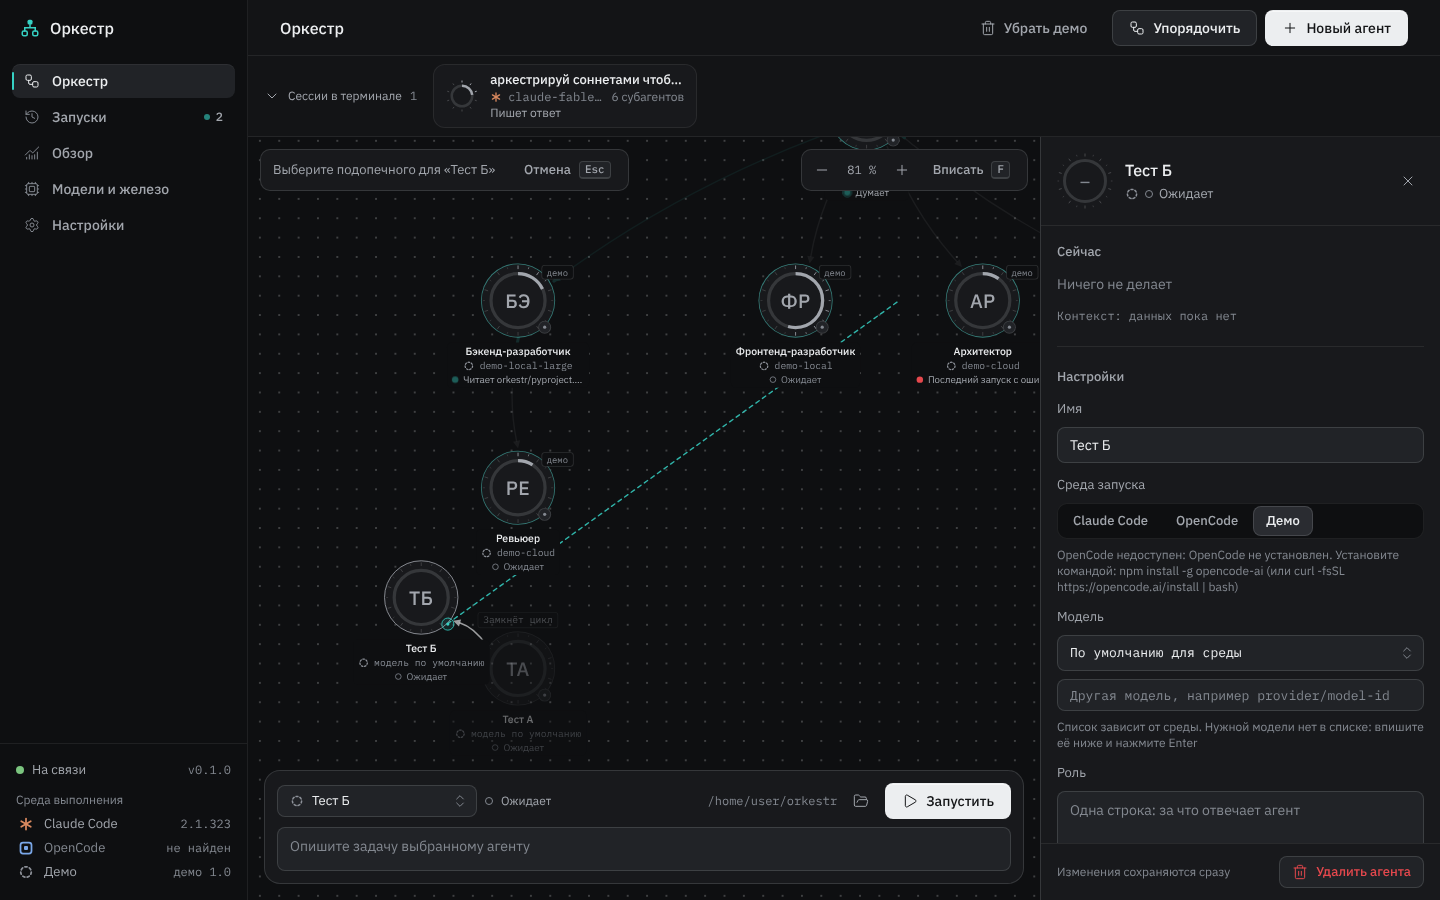 Оркестр
Оркестр
Запуски 2
Обзор
Модели и железо
Настройки
На связи v0.1.0
Среда выполнения
Claude Code 2.1.323
OpenCode не найден
Демо демо 1.0
Оркестр
Убрать демо
Упорядочить
Новый агент
Сессии в терминале 1
аркестрируй соннетами чтоб...
claude-fable... 6 субагентов
Пишет ответ
Выберите подопечного для «Тест Б» Отмена Esc
81 % Вписать F
Думает
БЭ
демо
Бэкенд-разработчик
demo-local-large
Читает orkestr/pyproject....
ФР
демо
Фронтенд-разработчик
demo-local
Ожидает
АР
демо
Архитектор
demo-cloud
Последний запуск с оши
РЕ
демо
Ревьюер
demo-cloud
Ожидает
ТБ
Тест Б
модель по умолчанию
Ожидает
Замкнёт цикл
ТА
Тест А
модель по умолчанию
Ожидает
Тест Б
Ожидает
/home/user/orkestr
Запустить
Опишите задачу выбранному агенту
Тест Б
Ожидает
Сейчас
Ничего не делает
Контекст: данных пока нет
Настройки
Имя
Тест Б
Среда запуска
Claude Code OpenCode Демо
OpenCode недоступен: OpenCode не установлен. Установите
командой: npm install -g opencode-ai (или curl -fsSL
https://opencode.ai/install | bash)
Модель
По умолчанию для среды
Другая модель, например provider/model-id
Список зависит от среды. Нужной модели нет в списке: впишите
её ниже и нажмите Enter
Роль
Одна строка: за что отвечает агент
Изменения сохраняются сразу
Удалить агента